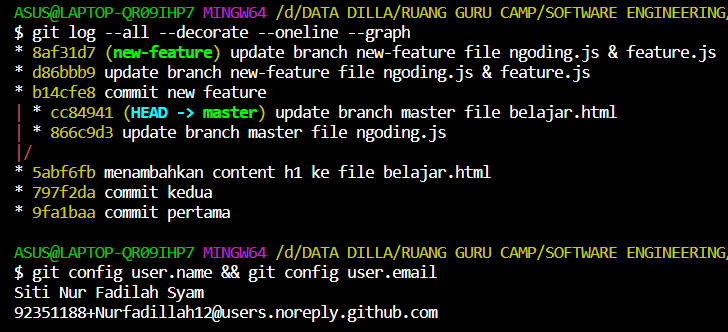 ASUS@LAPTOP-QR09IHP7 MINGW64 /d/DATA DILLA/RUANG GURU CAMP/SOFTWARE ENGINEERING,
$ git log --all --decorate --oneline --graph
* 8af31d7 (new-feature) update branch new-feature file ngoding.js & feature.js
* d86bbb9 update branch new-feature file ngoding.js & feature.js
* b14cfe8 commit new feature
| * cc84941 (HEAD -> master) update branch master file belajar.html
| * 866c9d3 update branch master file ngoding.js
|/
* 5abf6fb menambahkan content h1 ke file belajar.html
* 797f2da commit kedua
* 9fa1baa commit pertama
ASUS@LAPTOP-QR09IHP7 MINGW64 /d/DATA DILLA/RUANG GURU CAMP/SOFTWARE ENGINEERING,
$ git config user.name && git config user.email
Siti Nur Fadilah Syam
92351188+Nurfadillah12@users.noreply.github.com